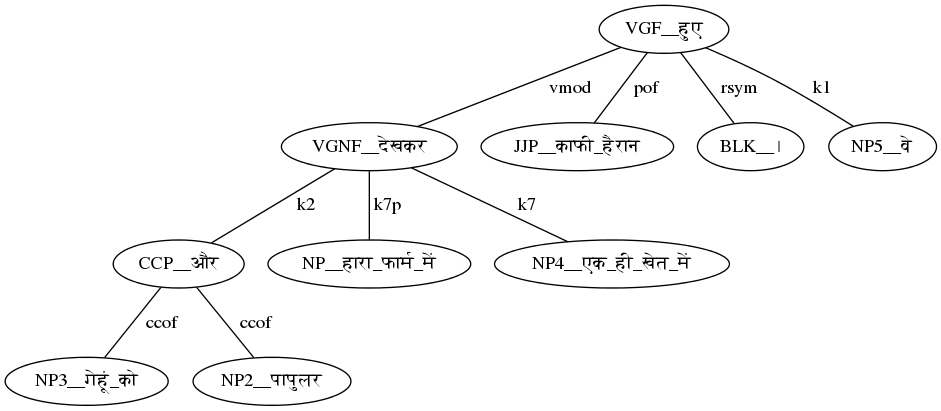 VGF__हुए
vmod pof rsym k1
VGNF__देखकर JJP__काफी_हैरान BLK__। NP5__वे
k2 k7p k7
CCP__और NP__हारा_फार्म_में NP4__एक_ही_खेत_में
ccof ccof
NP3__गेहूं_को NP2__पापुलर